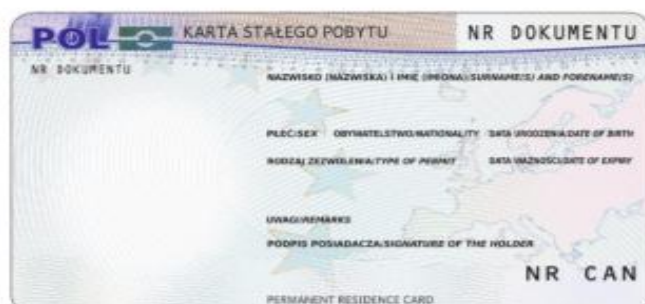 POL KARTA STAŁEGO POBYTU NR DOKUMENTU
NR DOKUMENTU
NAZWISKO (NAZWISKA) I IMIĘ (IMIONA)/SURNAME(S) AND FORENAME(S)
PŁEĆ/SEX OBYWATELSTWO/NATIONALITY DATA URODZENIA/DATE OF BIRTH
RODZAJ ZEZWOLENIA/TYPE OF PERMIT DATA WAŻNOŚCI/DATE OF EXPIRY
UWAGI/REMARKS
PODPIS POSIADACZA/SIGNATURE OF THE HOLDER
NR CAN
PERMANENT RESIDENCE CARD